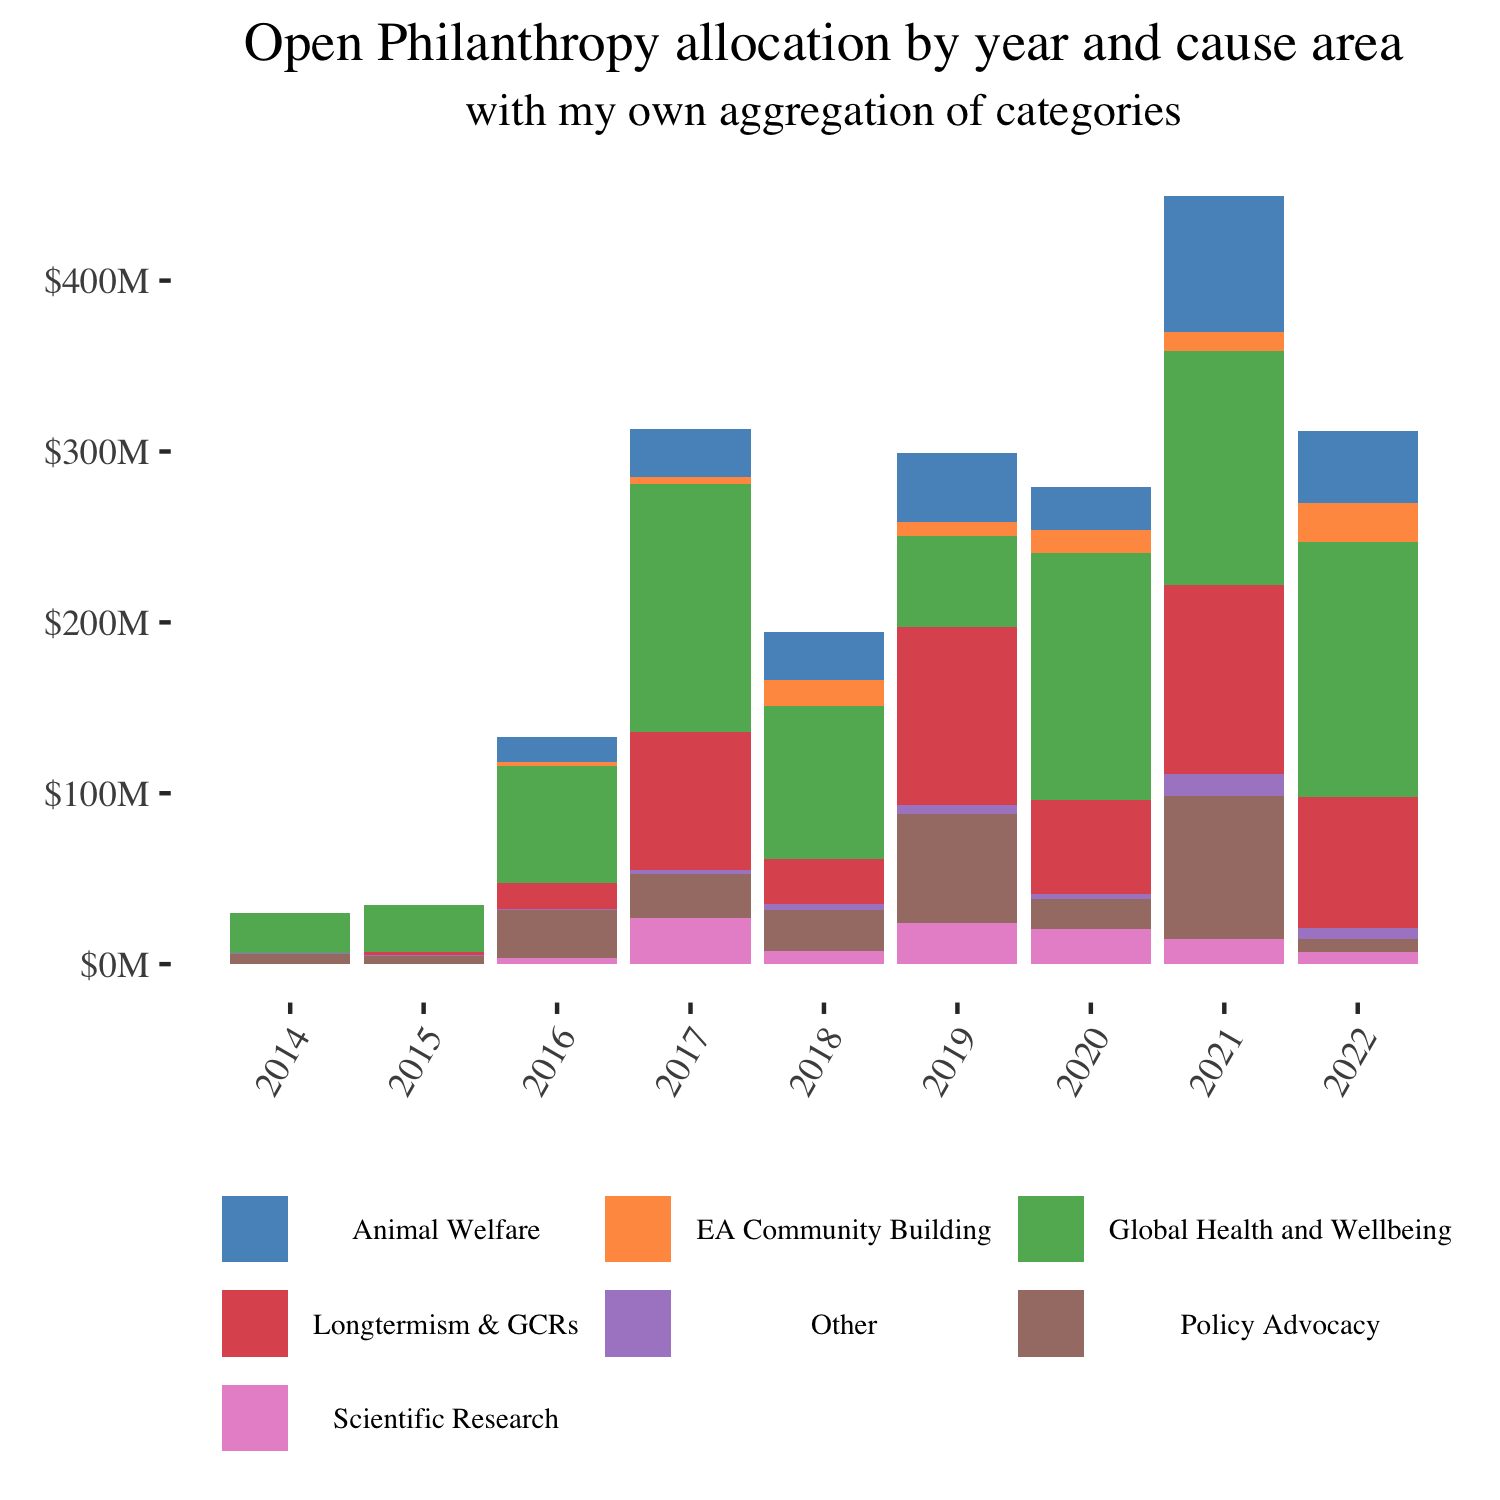 Open Philanthropy allocation by year and cause area
with my own aggregation of categories
$400M
$300M
$200M
$100M
$0M
2014
2015
2016
2017
2018
2019
2020
2021
2022
Animal Welfare
EA Community Building
Global Health and Wellbeing
Longtermism & GCRs
Other
Policy Advocacy
Scientific Research